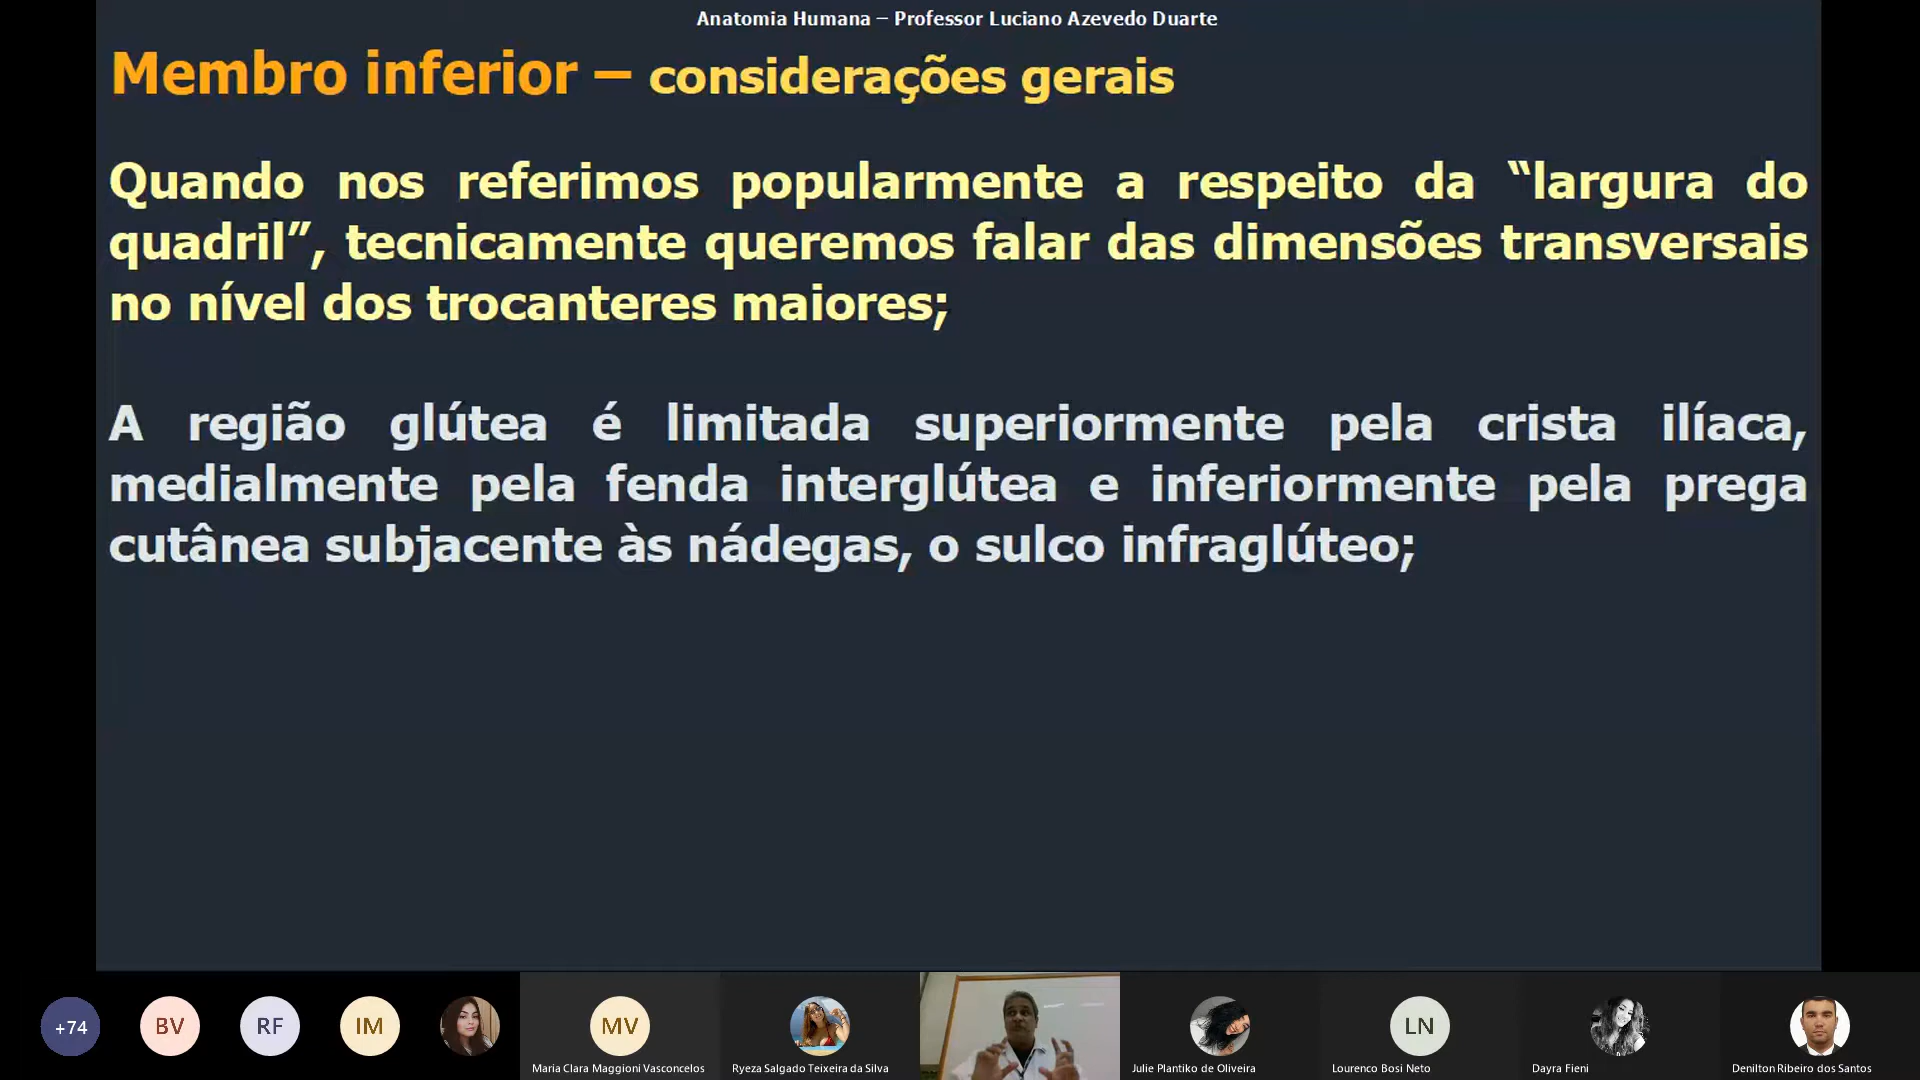 Anatomia Humana – Professor Luciano Azevedo Duarte
Membro inferior – considerações gerais
Quando nos referimos popularmente a respeito da “largura do
quadril”, tecnicamente queremos falar das dimensões transversais
no nível dos trocanteres maiores;
A região glútea é limitada superiormente pela crista ilíaca,
medialmente pela fenda interglútea e inferiormente pela prega
cutânea subjacente às nádegas, o sulco infraglúteo;
+74
BV
RF
IM
MV
LN
Maria Clara Maggioni Vasconcelos
Ryeza Salgado Teixeira da Silva
Julie Plantiko de Oliveira
Lourenco Bosi Neto
Dayra Fieni
Denilton Ribeiro dos Santos